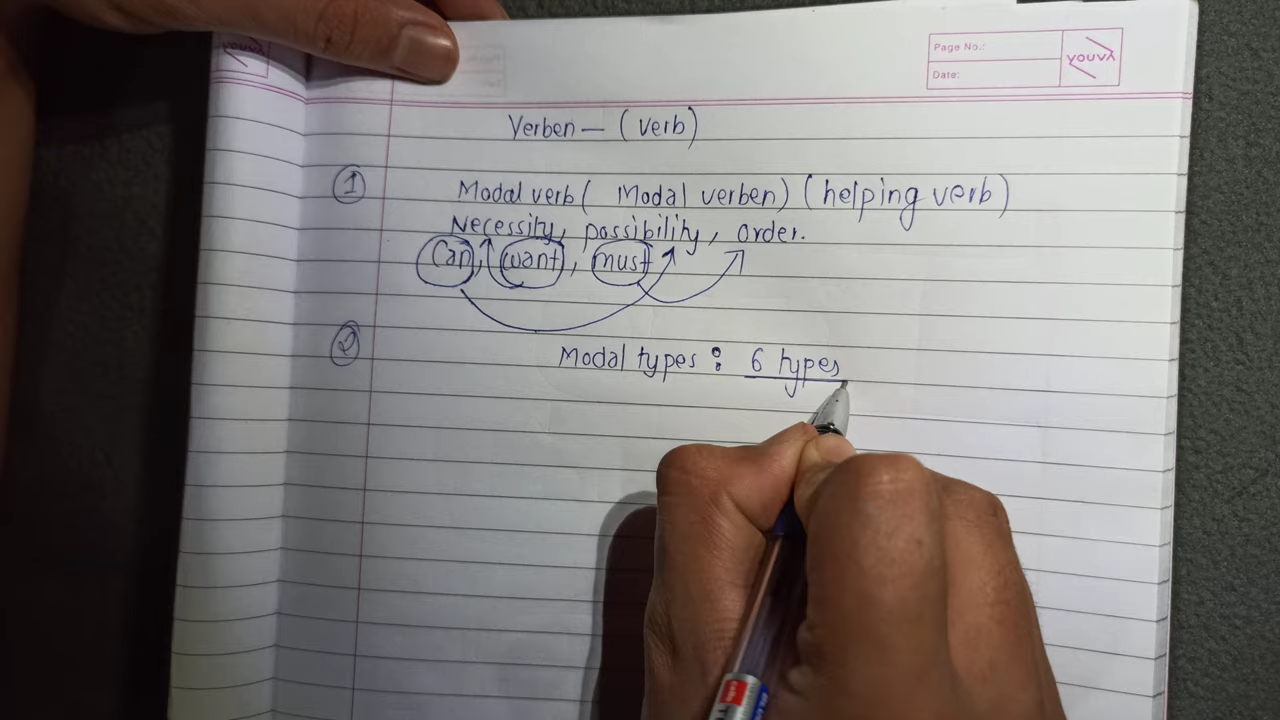 Page No.:
Date:
youva
Verben – (verb)
① Modal verb ( Modal verben) (helping verb)
Necessity, possibility, order.
Can, want, must
② Modal types : 6 types